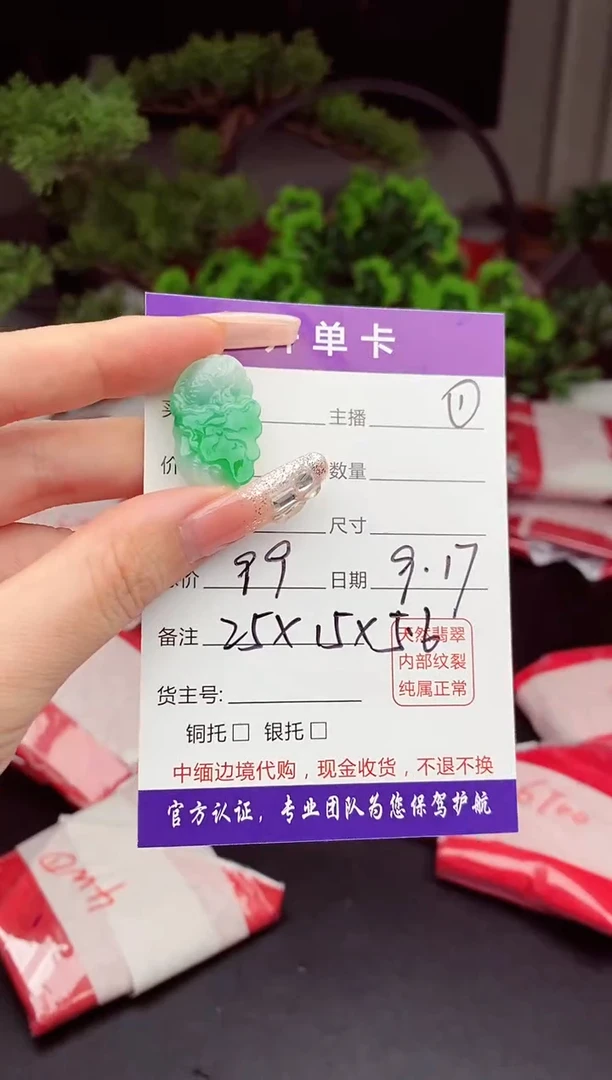 单卡
主播 ①
数量
尺寸
价 99 日期 9.17
备注 25X15X5.6
天然翡翠
内部纹裂
纯属正常
货主号:
铜托□ 银托□
中缅边境代购，现金收货，不退不换
官方认证，专业团队为您保驾护航